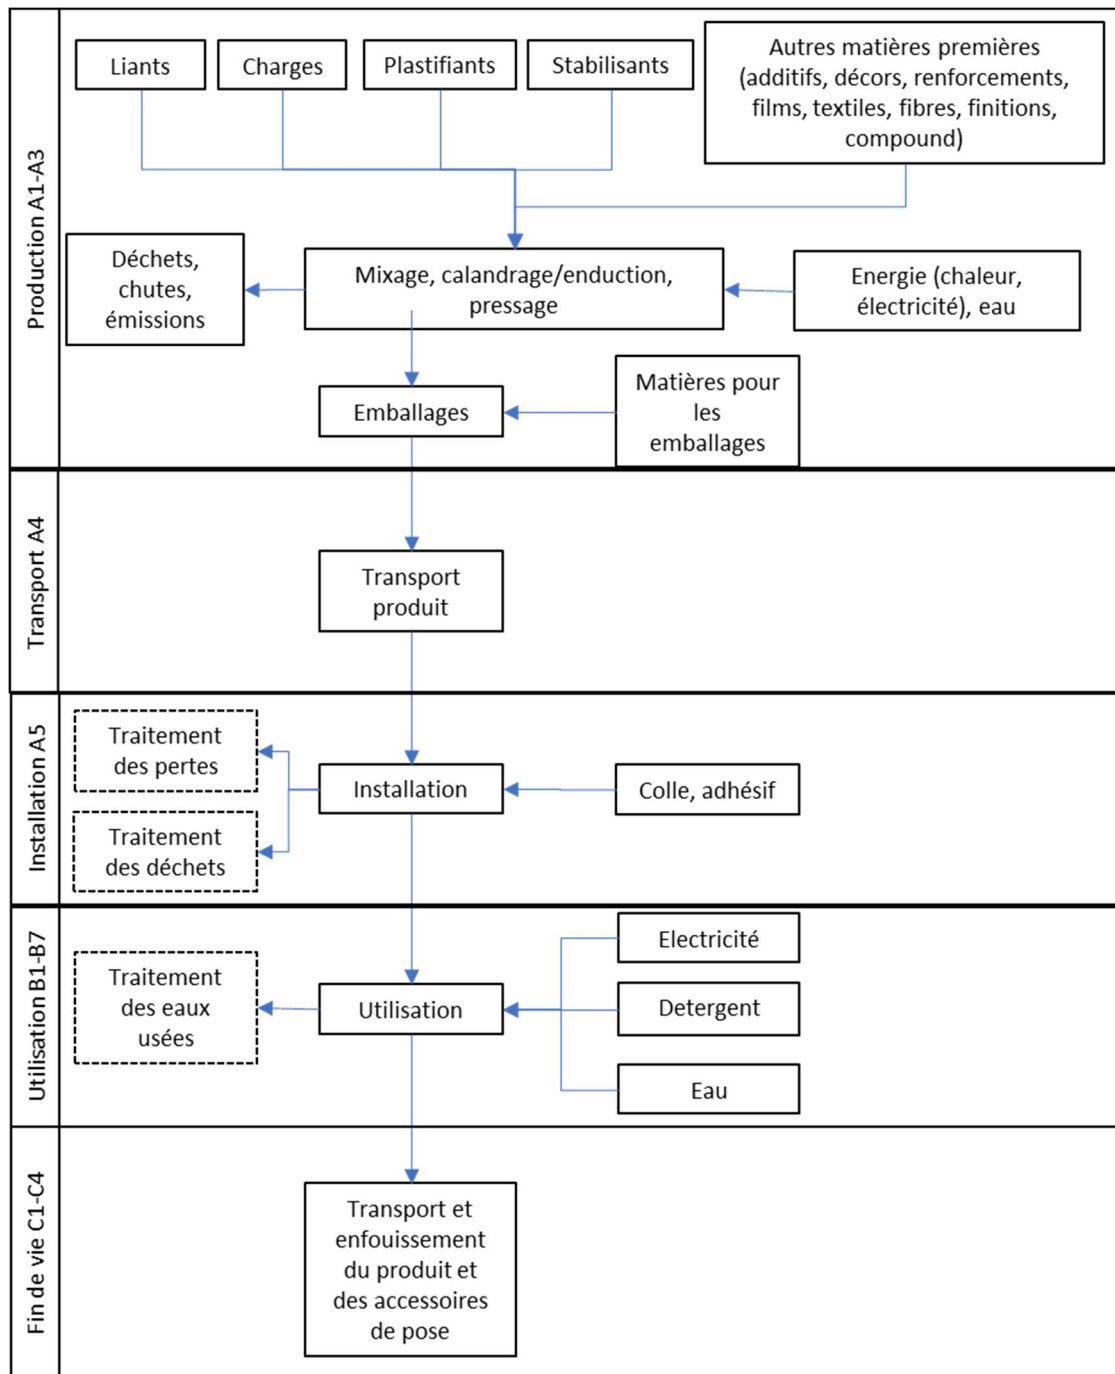 Production A1-A3
Liants
Charges
Plastifiants
Stabilisants
Autres matières premières
(additifs, décors, renforcements,
films, textiles, fibres, finitions,
compound)
Déchets,
chutes,
émissions
Mixage, calandrage/enduction,
pressage
Energie (chaleur,
électricité), eau
Emballages
Matières pour
les
emballages
Transport A4
Transport
produit
Installation A5
Traitement
des pertes
Installation
Colle, adhésif
Traitement
des déchets
Utilisation B1-B7
Traitement
des eaux
usées
Utilisation
Electricité
Detergent
Eau
Fin de vie C1-C4
Transport et
enfouissement
du produit et
des accessoires
de pose